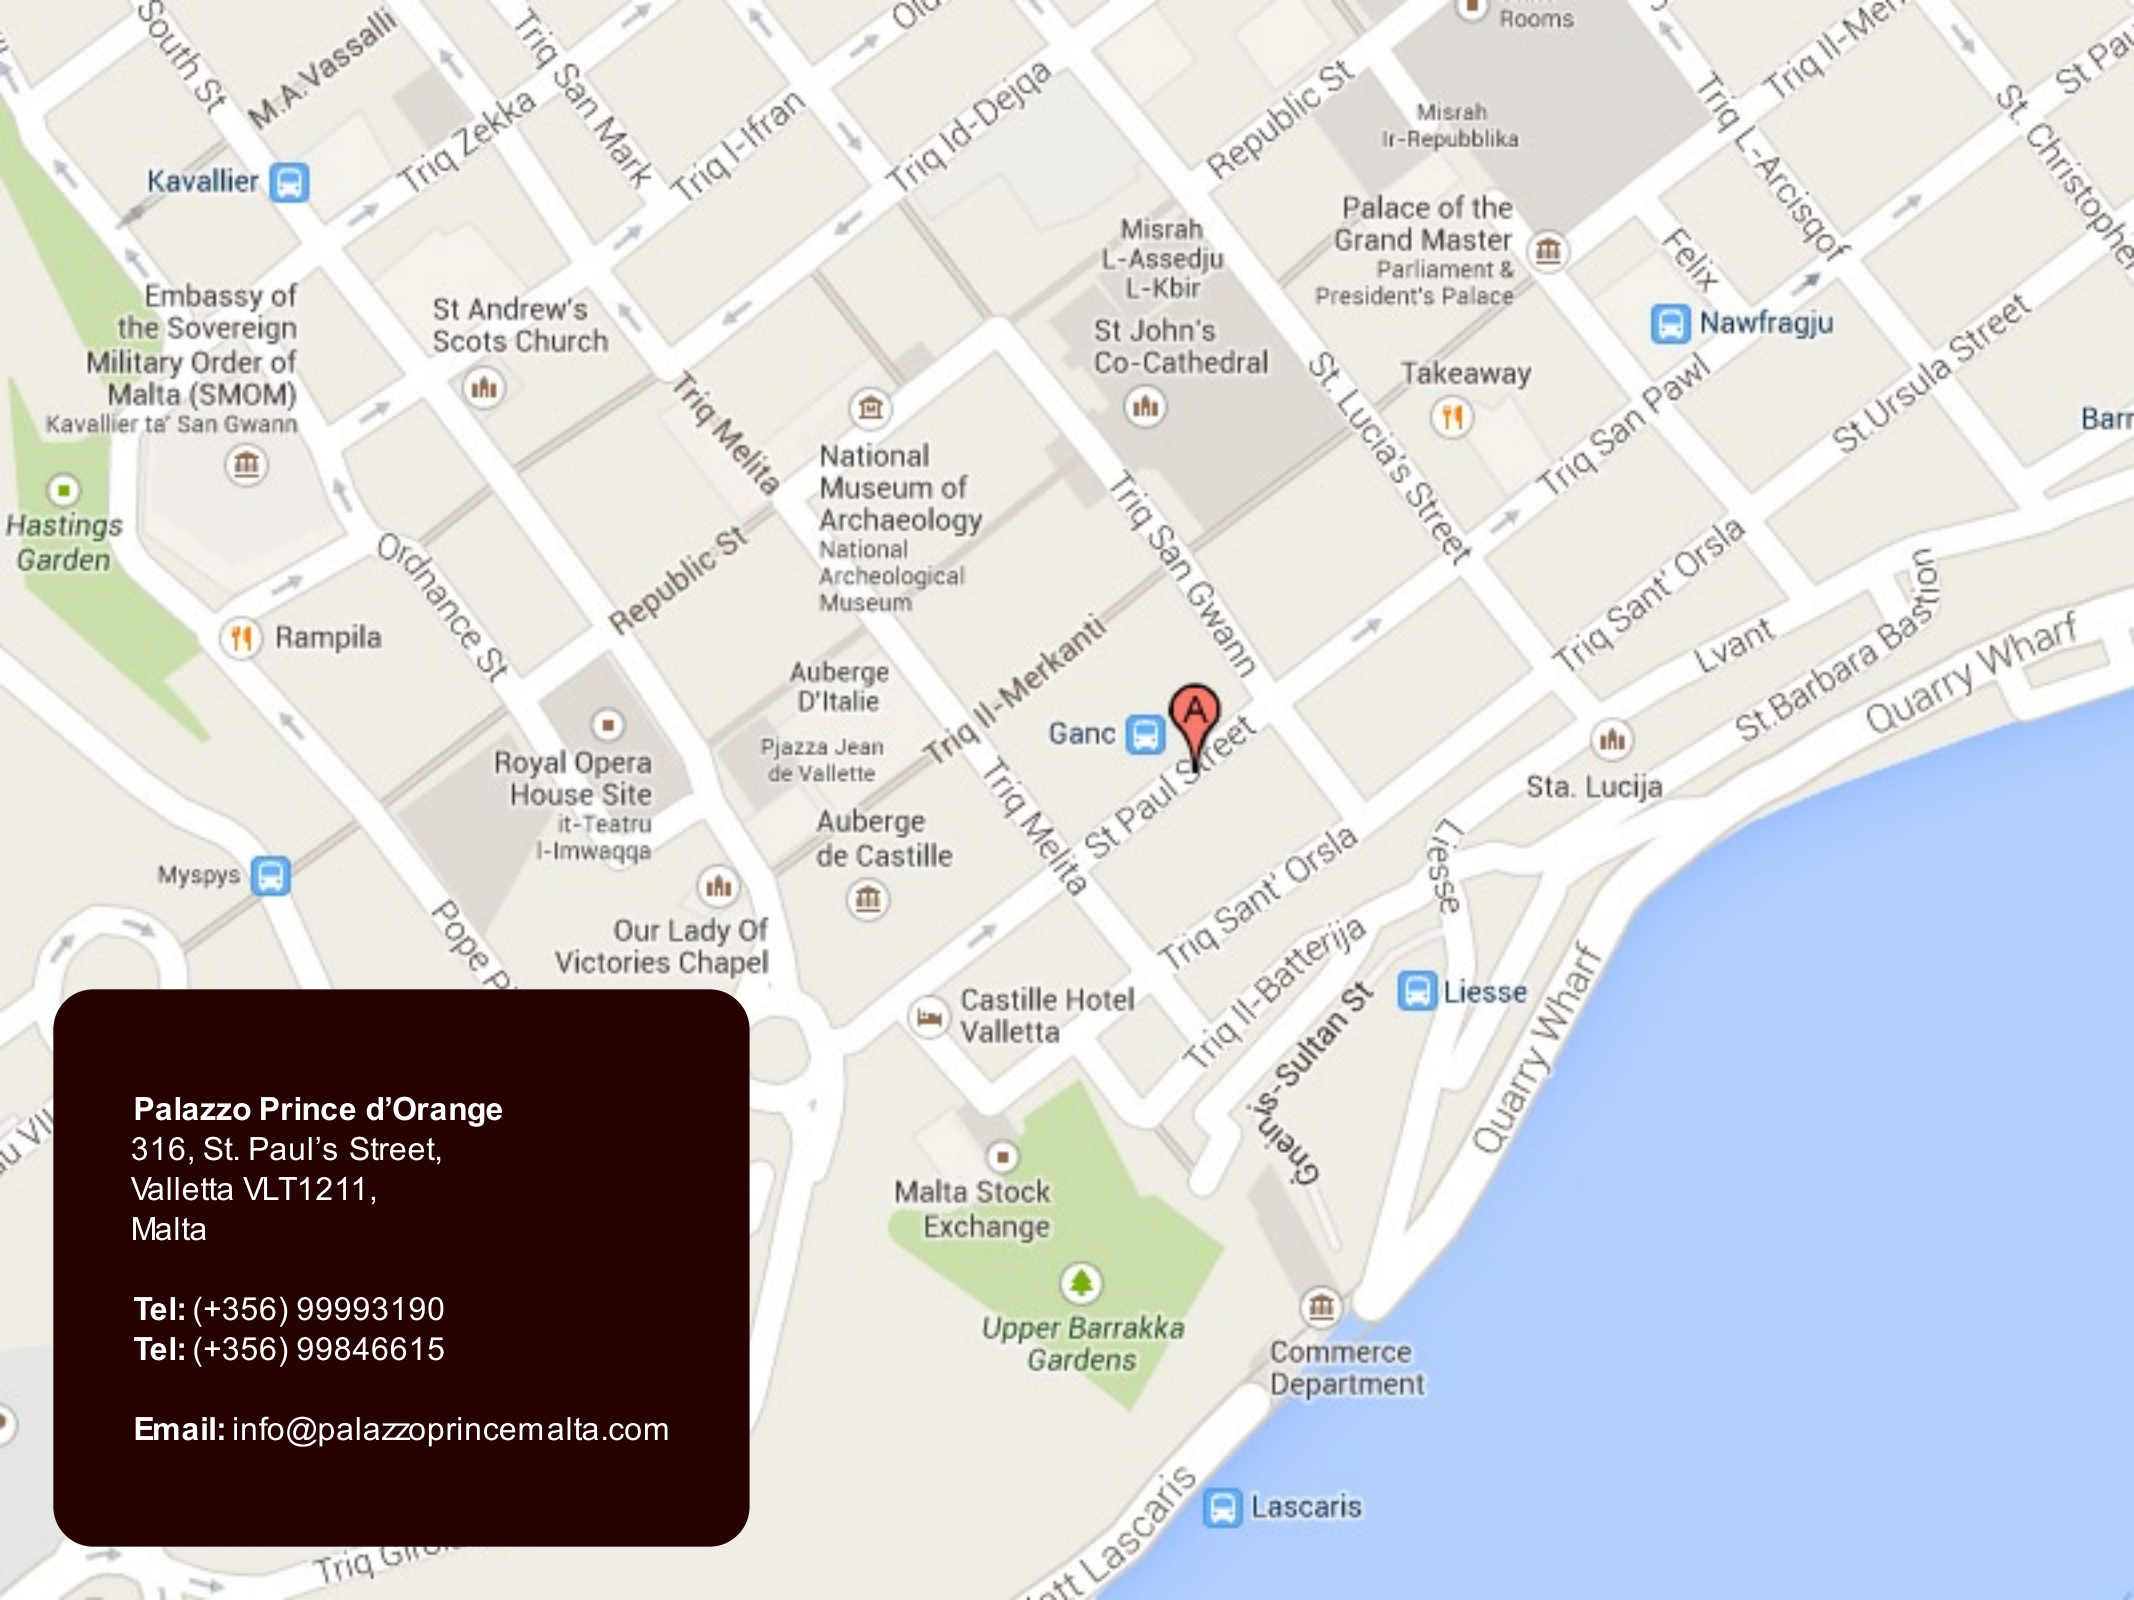 South St
M.A.Vassalli
Triq San Mark
Triq Zekka
Triq I-Ifran
Triq Id-Dejqa
Republic St
Rooms
Misrah
Ir-Repubblika
Triq L-Arcisqof
St. Christopher
Kavallier
Palace of the
Grand Master
Parliament &
President's Palace
Felix
Nawfragju
Misrah
L-Assedju
L-Kbir
St John's
Co-Cathedral
Embassy of
the Sovereign
Military Order of
Malta (SMOM)
Kavallier ta' San Gwann
St Andrew's
Scots Church
Triq Melita
St. Lucia's Street
Takeaway
Triq San Pawl
St.Ursula Street
National
Museum of
Archaeology
National
Archeological
Museum
Triq San Gwann
Hastings
Garden
Ordnance St
Republic St
Triq Sant' Orsla
Lvant
St.Barbara Bastion
Quarry Wharf
Rampila
Auberge
D'Italie
Pjazza Jean
de Vallette
Triq Il-Merkanti
Ganc
A
St Paul Street
Royal Opera
House Site
it-Teatru
l-Imwaqqa
Triq Melita
Auberge
de Castille
Sta. Lucija
Liesse
Triq Sant' Orsla
Myspys
Our Lady Of
Victories Chapel
Pope
Triq Il-Batterija
Castille Hotel
Valletta
Liesse
Gnejns-Sultan St
Quarry Wharf
Malta Stock
Exchange
Upper Barrakka
Gardens
Commerce
Department
Lascaris
Lascaris
Palazzo Prince d’Orange
316, St. Paul’s Street,
Valletta VLT1211,
Malta
Tel: (+356) 99993190
Tel: (+356) 99846615
Email: info@palazzoprincemalta.com
Triq